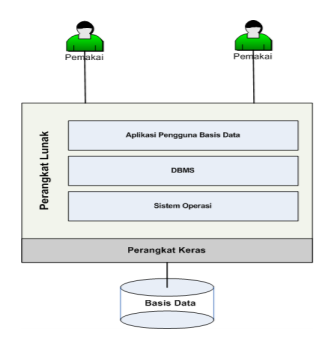 Pemakai
Pemakai
Perangkat Lunak
Aplikasi Pengguna Basis Data
DBMS
Sistem Operasi
Perangkat Keras
Basis Data